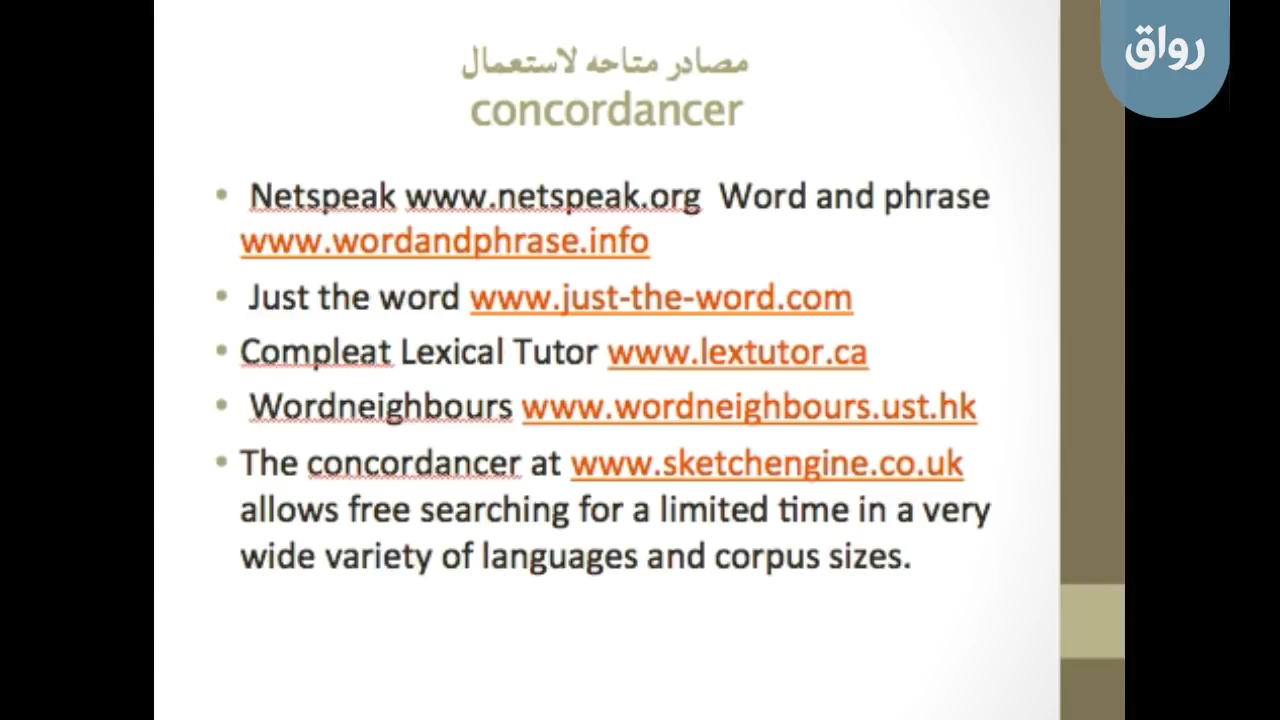 رواق
مصادر متاحه لاستعمال
concordancer
• Netspeak www.netspeak.org Word and phrase
www.wordandphrase.info
• Just the word www.just-the-word.com
• Compleat Lexical Tutor www.lextutor.ca
• Wordneighbours www.wordneighbours.ust.hk
• The concordancer at www.sketchengine.co.uk
allows free searching for a limited time in a very
wide variety of languages and corpus sizes.